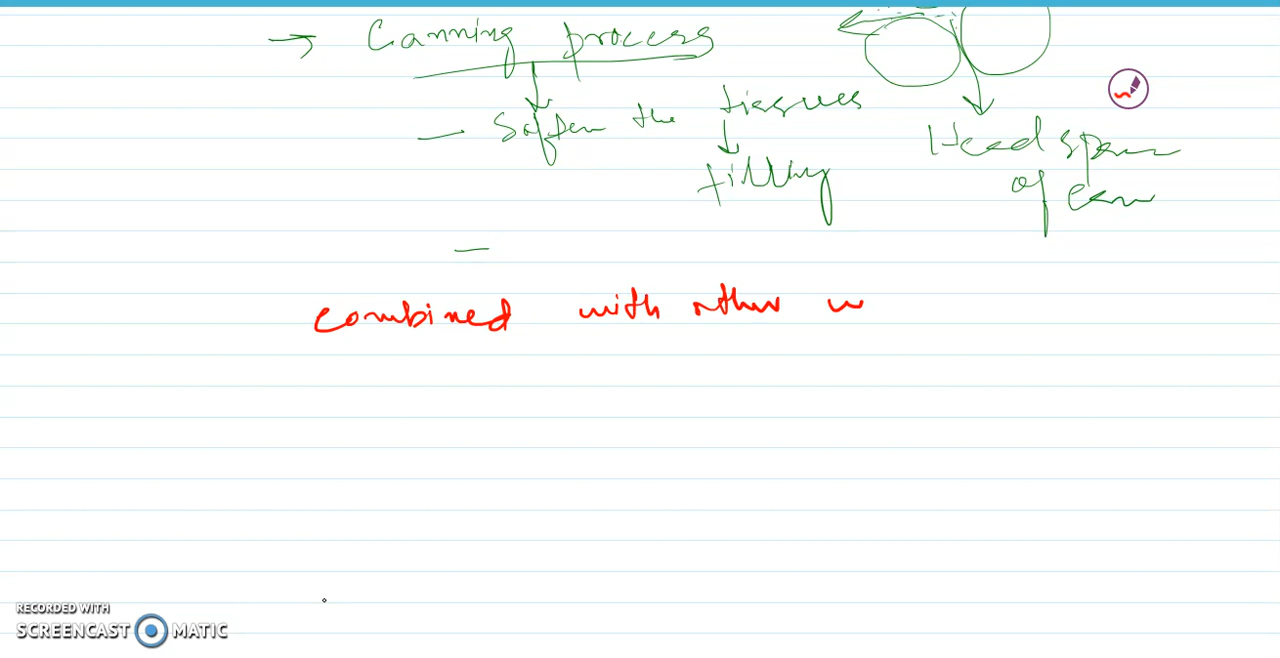 → Canning process
- Soften the tissues
filling
Head space
of can
-
combined with other
RECORDED WITH
SCREENCAST MATIC